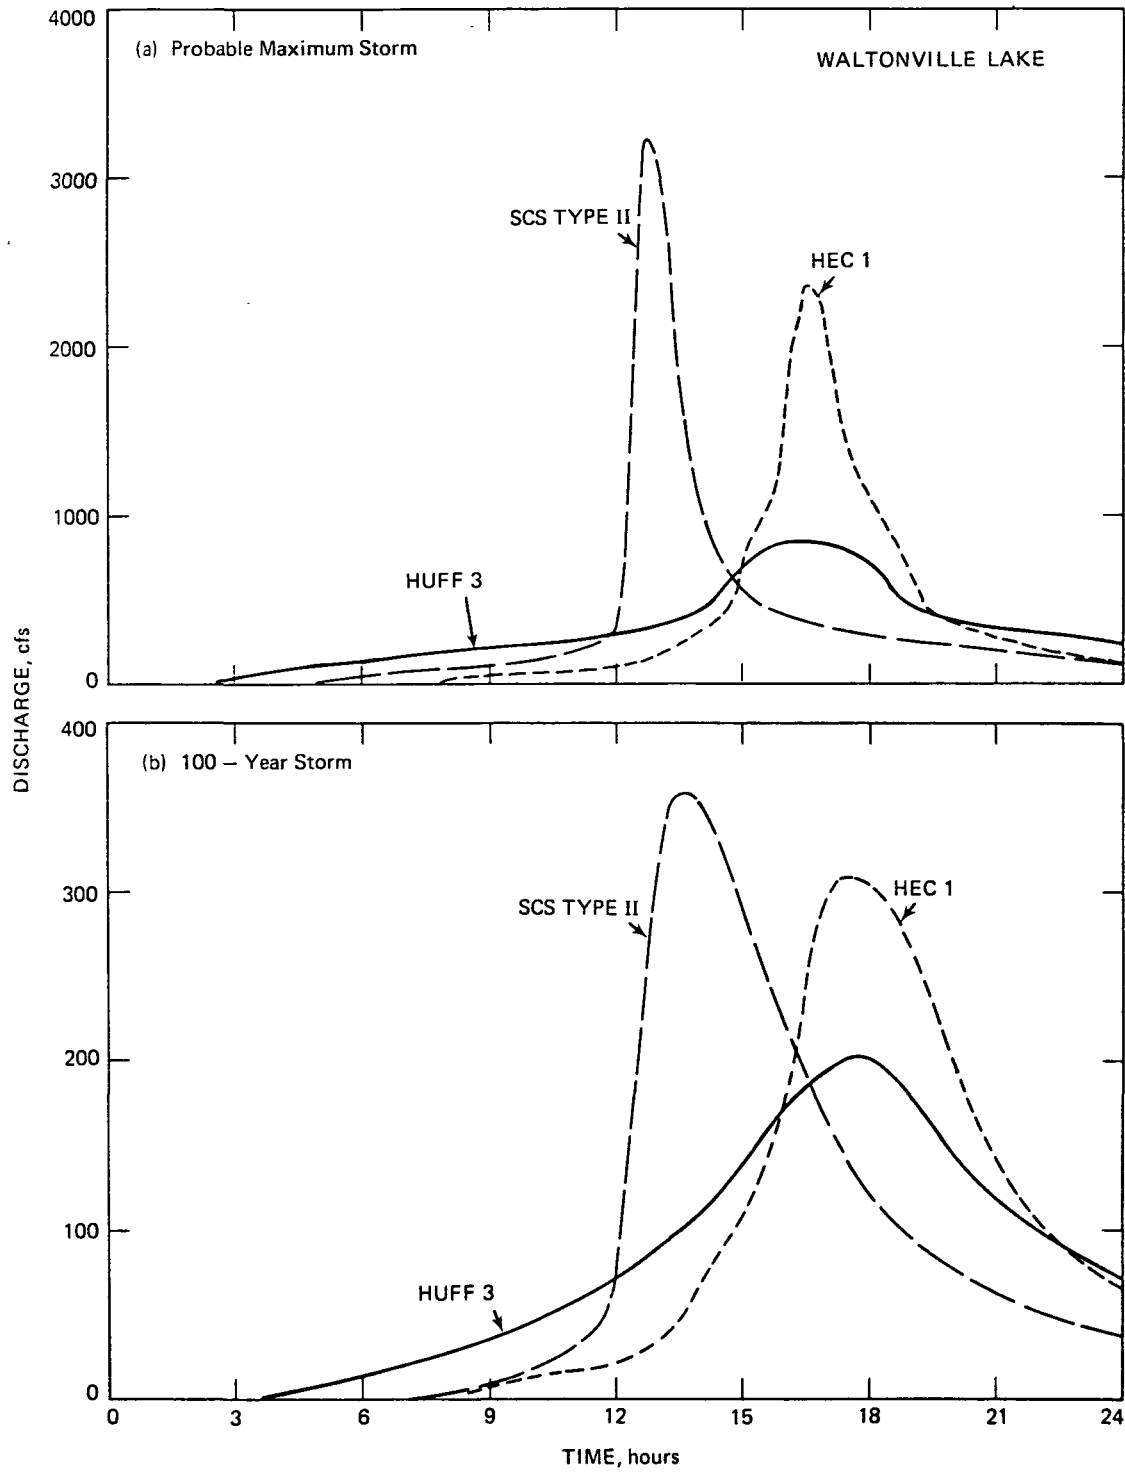 4000
(a) Probable Maximum Storm
WALTONVILLE LAKE
3000
SCS TYPE II
HEC 1
2000
1000
HUFF 3
0
DISCHARGE, cfs
400
(b) 100 – Year Storm
300
SCS TYPE II
HEC 1
200
100
HUFF 3
0
0 3 6 9 12 15 18 21 24
TIME, hours